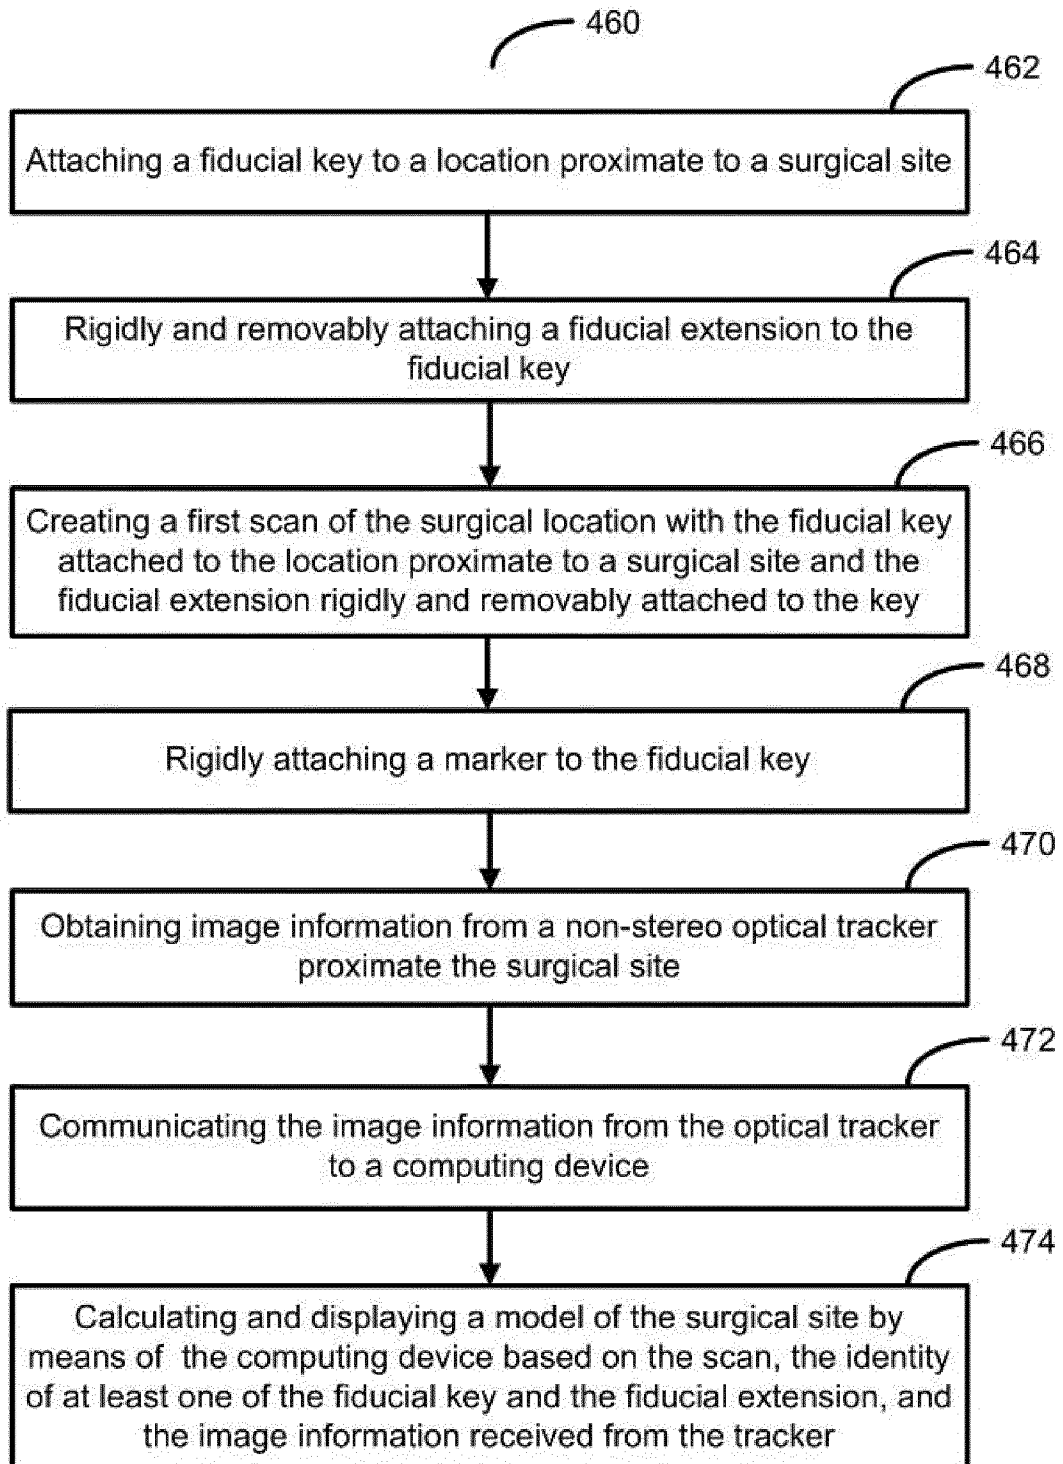 460
462
Attaching a fiducial key to a location proximate to a surgical site
464
Rigidly and removably attaching a fiducial extension to the
fiducial key
466
Creating a first scan of the surgical location with the fiducial key
attached to the location proximate to a surgical site and the
fiducial extension rigidly and removably attached to the key
468
Rigidly attaching a marker to the fiducial key
470
Obtaining image information from a non-stereo optical tracker
proximate the surgical site
472
Communicating the image information from the optical tracker
to a computing device
474
Calculating and displaying a model of the surgical site by
means of the computing device based on the scan, the identity
of at least one of the fiducial key and the fiducial extension, and
the image information received from the tracker